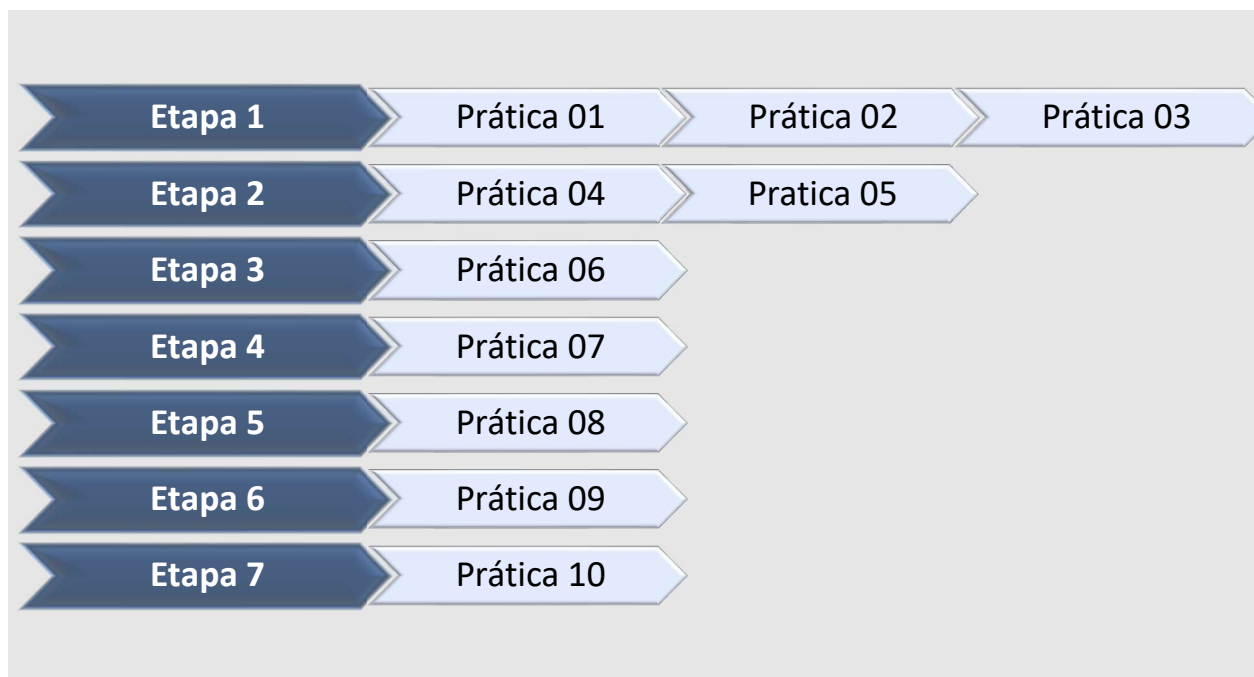 Etapa 1 Prática 01 Prática 02 Prática 03
Etapa 2 Prática 04 Pratica 05
Etapa 3 Prática 06
Etapa 4 Prática 07
Etapa 5 Prática 08
Etapa 6 Prática 09
Etapa 7 Prática 10